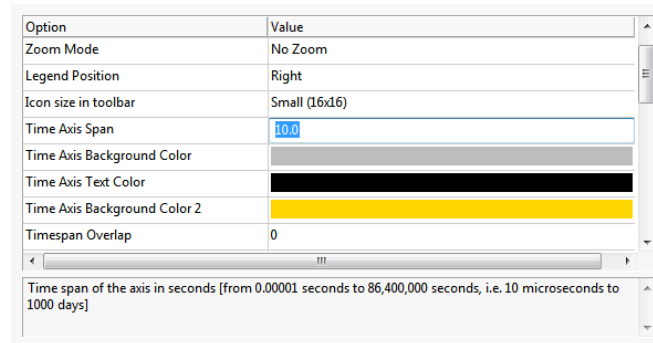 Option Value
Zoom Mode No Zoom
Legend Position Right
Icon size in toolbar Small (16x16)
Time Axis Span 10.0
Time Axis Background Color
Time Axis Text Color
Time Axis Background Color 2
Timespan Overlap 0
Time span of the axis in seconds [from 0.00001 seconds to 86,400,000 seconds, i.e. 10 microseconds to
1000 days]